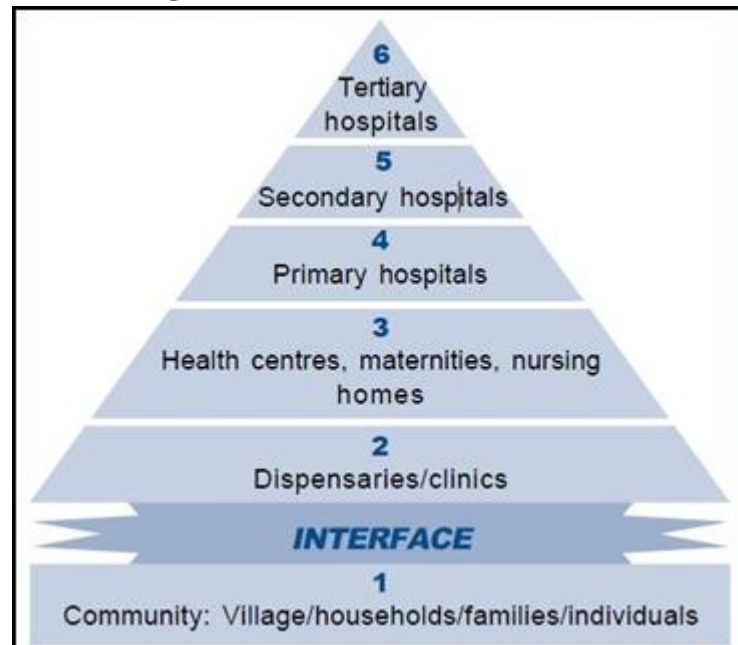 6
Tertiary
hospitals
5
Secondary hospitals
4
Primary hospitals
3
Health centres, maternities, nursing
homes
2
Dispensaries/clinics
INTERFACE
1
Community: Village/households/families/individuals